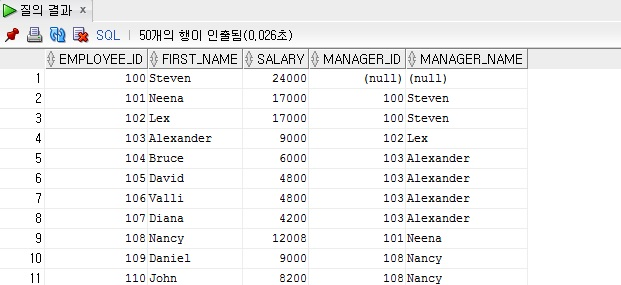 질의 결과 x
SQL | 50개의 행이 인출됨(0,026초)
EMPLOYEE_ID FIRST_NAME SALARY MANAGER_ID MANAGER_NAME
1 100 Steven 24000 (null) (null)
2 101 Neena 17000 100 Steven
3 102 Lex 17000 100 Steven
4 103 Alexander 9000 102 Lex
5 104 Bruce 6000 103 Alexander
6 105 David 4800 103 Alexander
7 106 Valli 4800 103 Alexander
8 107 Diana 4200 103 Alexander
9 108 Nancy 12008 101 Neena
10 109 Daniel 9000 108 Nancy
11 110 John 8200 108 Nancy